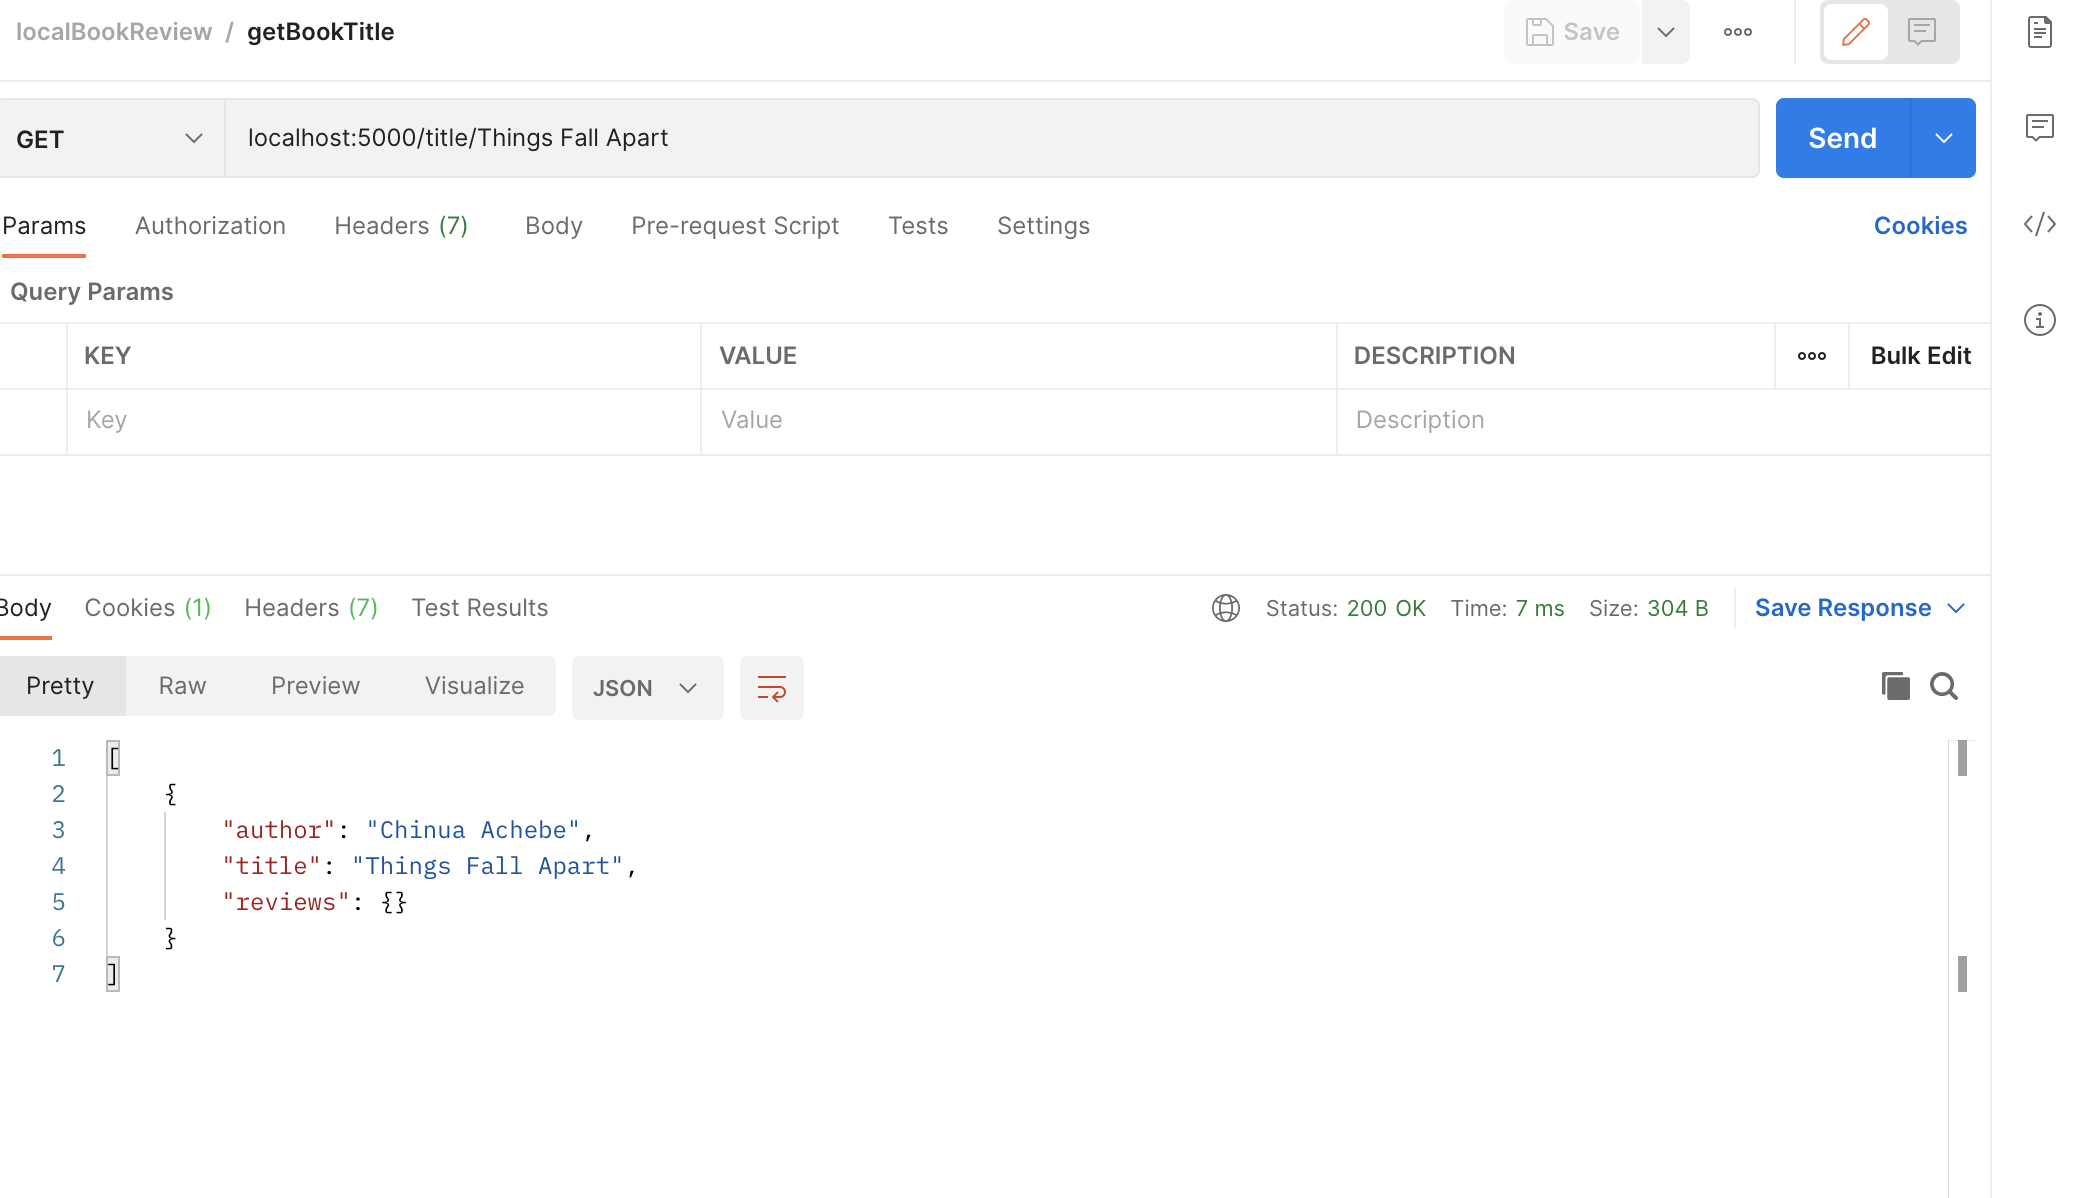 localBookReview / getBookTitle
Save
GET
localhost:5000/title/Things Fall Apart
Send
Params Authorization Headers (7) Body Pre-request Script Tests Settings Cookies
Query Params
KEY VALUE DESCRIPTION Bulk Edit
Key Value Description
Body Cookies (1) Headers (7) Test Results Status: 200 OK Time: 7 ms Size: 304 B Save Response
Pretty Raw Preview Visualize JSON
1 [
2 {
3 "author": "Chinua Achebe",
4 "title": "Things Fall Apart",
5 "reviews": {}
6 }
7 ]